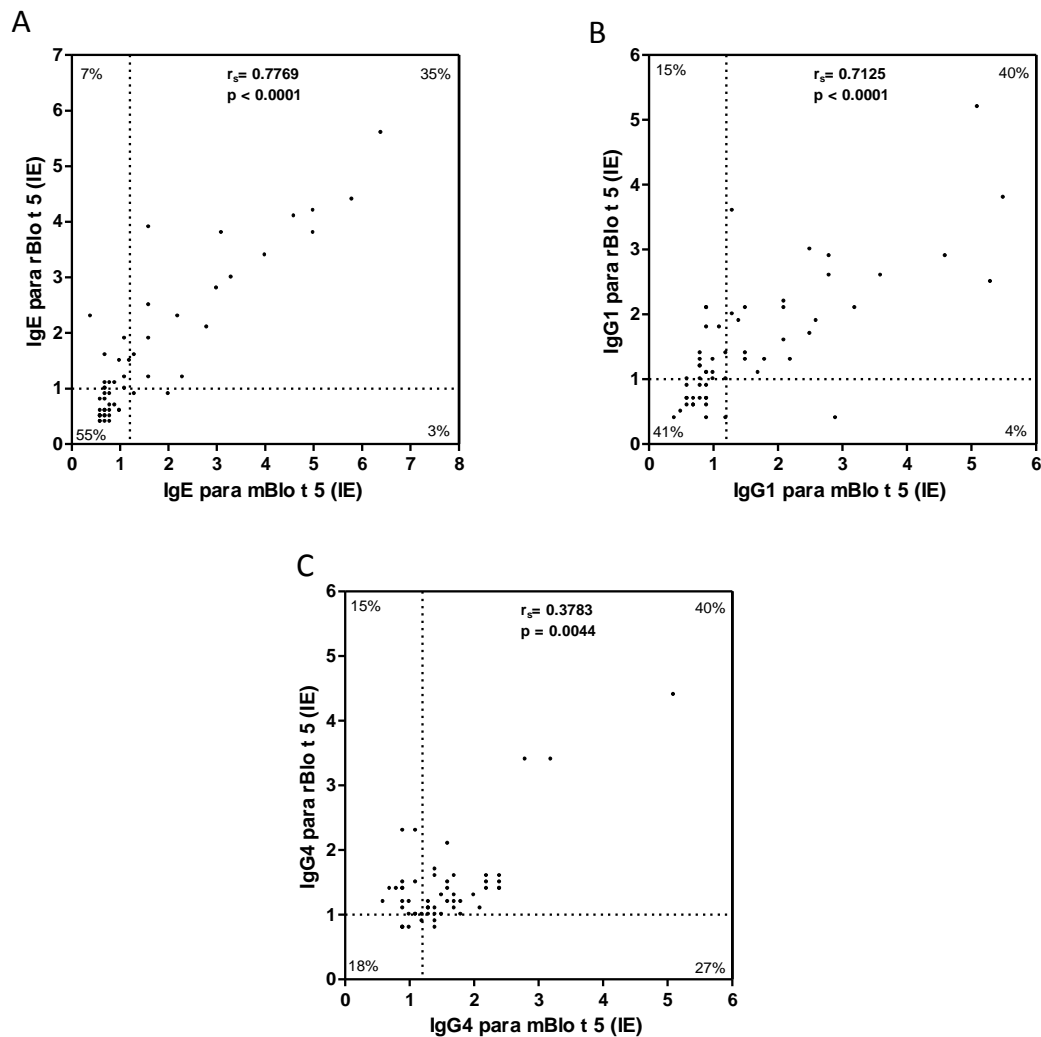 A
7%
35%
rs= 0.7769
p < 0.0001
7
6
5
4
3
2
1
0
IgE para rBlo t 5 (IE)
55%
3%
0 1 2 3 4 5 6 7 8
IgE para mBlo t 5 (IE)
B
15%
40%
rs= 0.7125
p < 0.0001
6
5
4
3
2
1
0
IgG1 para rBlo t 5 (IE)
41%
4%
0 1 2 3 4 5 6
IgG1 para mBlo t 5 (IE)
C
15%
40%
rs= 0.3783
p = 0.0044
6
5
4
3
2
1
0
IgG4 para rBlo t 5 (IE)
18%
27%
0 1 2 3 4 5 6
IgG4 para mBlo t 5 (IE)